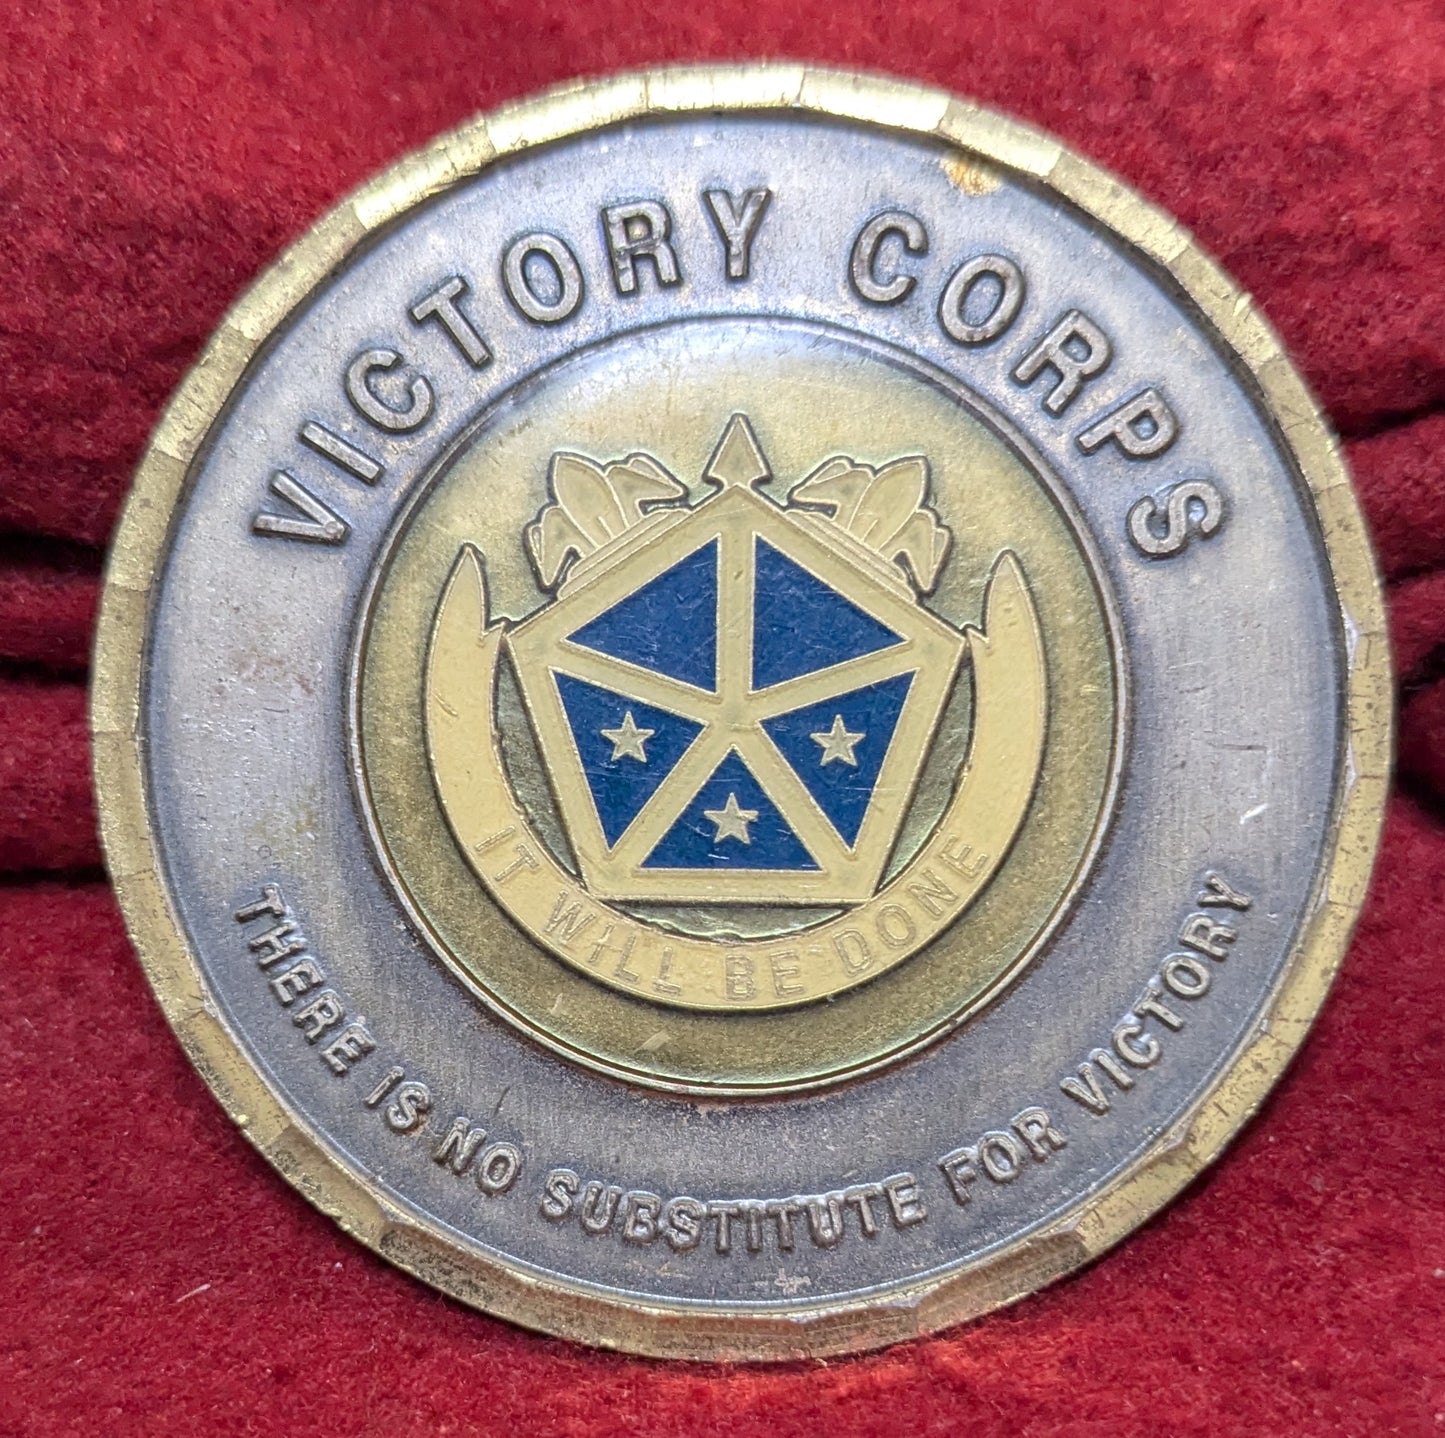 VICTORY CORPS
IT WILL BE DONE
THERE IS NO SUBSTITUTE FOR VICTORY